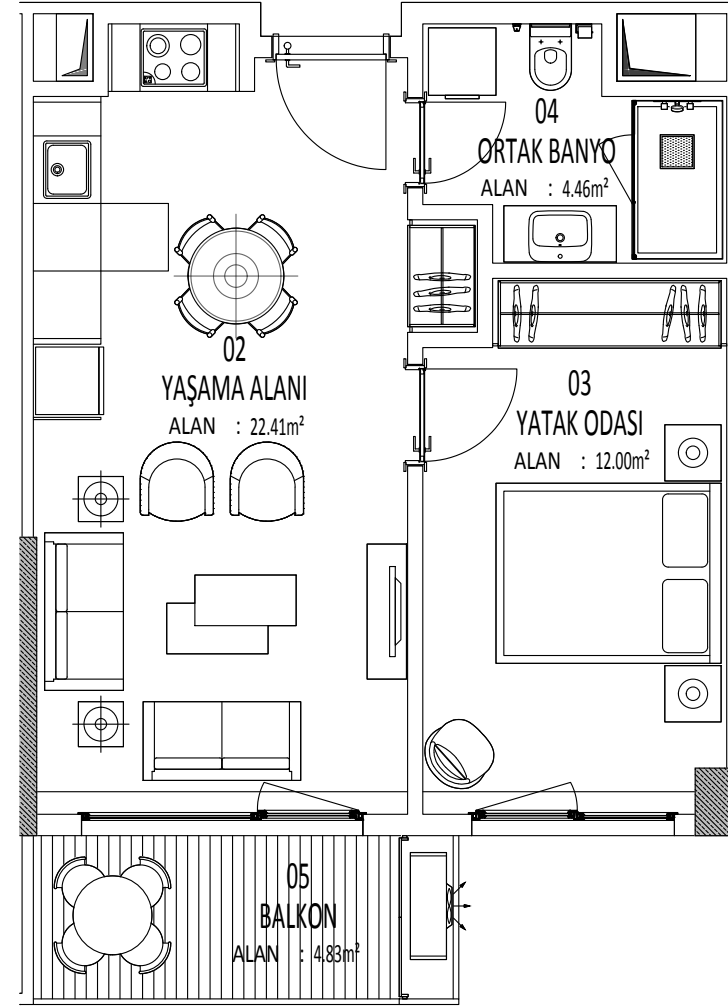 04
ORTAK BANYO
ALAN : 4.46m²
02
YAŞAMA ALANI
ALAN : 22.41m²
03
YATAK ODASI
ALAN : 12.00m²
05
BALKON
ALAN : 4.83m²